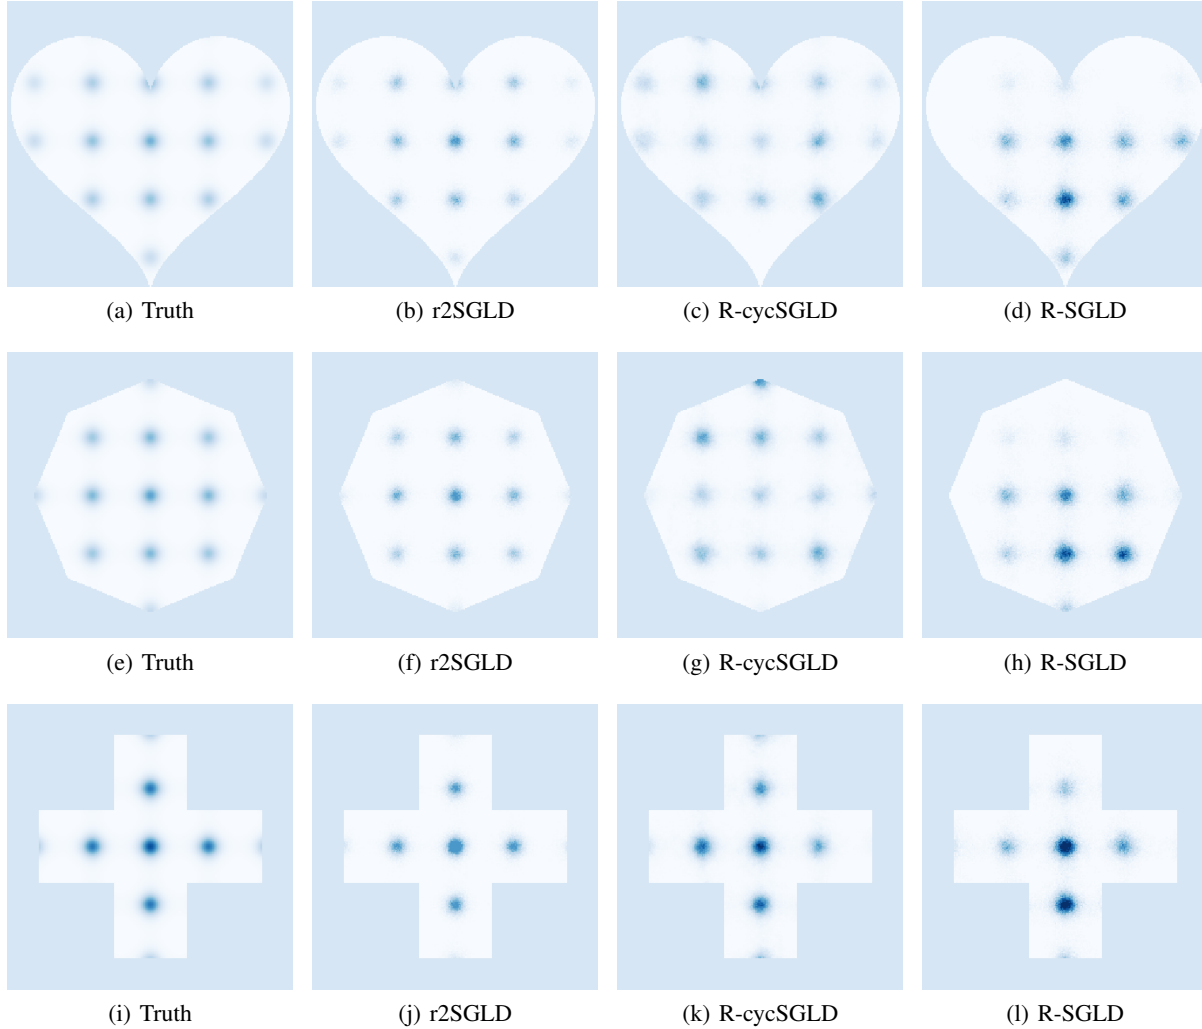 (a) Truth
(b) r2SGLD
(c) R-cycSGLD
(d) R-SGLD
(e) Truth
(f) r2SGLD
(g) R-cycSGLD
(h) R-SGLD
(i) Truth
(j) r2SGLD
(k) R-cycSGLD
(l) R-SGLD